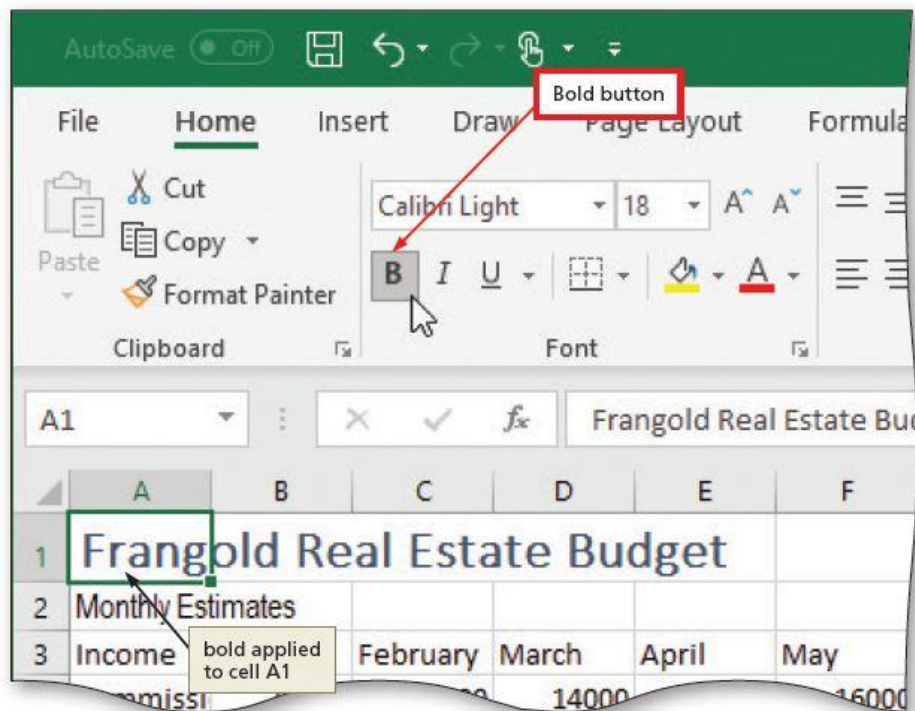 AutoSave Off
Bold button
File Home Insert Draw Page Layout Formula
Cut
Calibri Light 18 A A
Paste
Copy
B I U A
Format Painter
Clipboard Font
A1 fx Frangold Real Estate Bu
A B C D E F
1 Frangold Real Estate Budget
2 Monthly Estimates
3 Income February March April May
bold applied
to cell A1
14000 16000